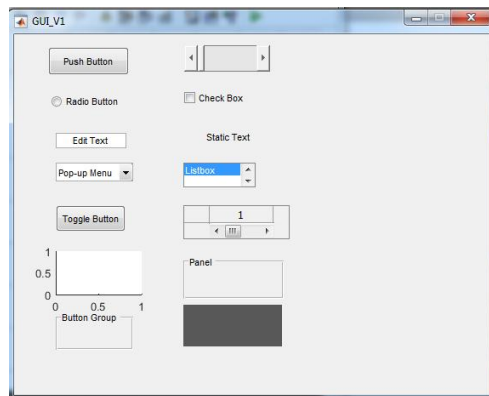 GUI_V1
Push Button
Radio Button
Check Box
Edit Text
Static Text
Pop-up Menu
Listbox
Toggle Button
1
1
0.5
0
0 0.5 1
Panel
Button Group